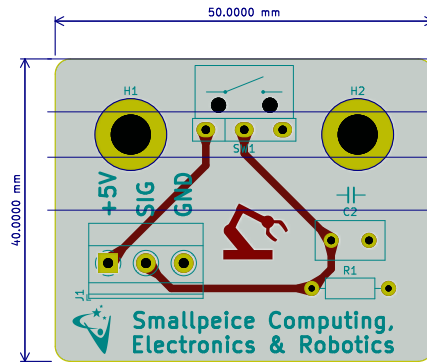 50.0000 mm
40.0000 mm
H1
H2
SW1
+5V
SIG
GND
C2
R1
J1
Smallpeice Computing,
Electronics & Robotics